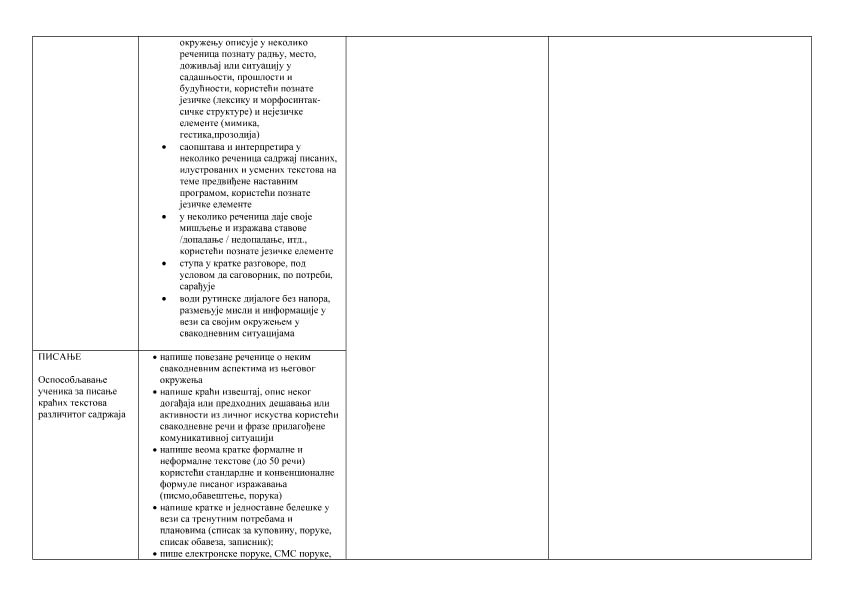 окружењу описује у неколико
реченица познату радњу, место,
доживљај или ситуацију у
садашњости, прошлости и
будућности, користећи познате
језичке (лексику и морфосинтак-
сичке структуре) и нејезичке
елементе (мимика,
гестика,прозодија)
• саопштава и интерпретира у
неколико реченица садржај писаних,
илустрованих и усмених текстова на
теме предвиђене наставним
програмом, користећи познате
језичке елементе
• у неколико реченица даје своје
мишљење и изражава ставове
/допадање / недопадање, итд.,
користећи познате језичке елементе
• ступа у кратке разговоре, под
условом да саговорник, по потреби,
сарађује
• води рутинске дијалоге без напора,
размењује мисли и информације у
вези са својим окружењем у
свакодневним ситуацијама
ПИСАЊЕ
Оспособљавање
ученика за писање
краћих текстова
различитог садржаја
• напише повезане реченице о неким
свакодневним аспектима из његовог
окружења
• напише краћи извештај, опис неког
догађаја или предходних дешавања или
активности из личног искуства користећи
свакодневне речи и фразе прилагођене
комуникативној ситуацији
• напише веома кратке формалне и
неформалне текстове (до 50 речи)
користећи стандардне и конвенционалне
формуле писаног изражавања
(писмо,обавештење, порука)
• напише кратке и једноставне белешке у
вези са тренутним потребама и
плановима (списак за куповину, поруке,
списак обавеза, записник);
• пише електронске поруке, СМС поруке,